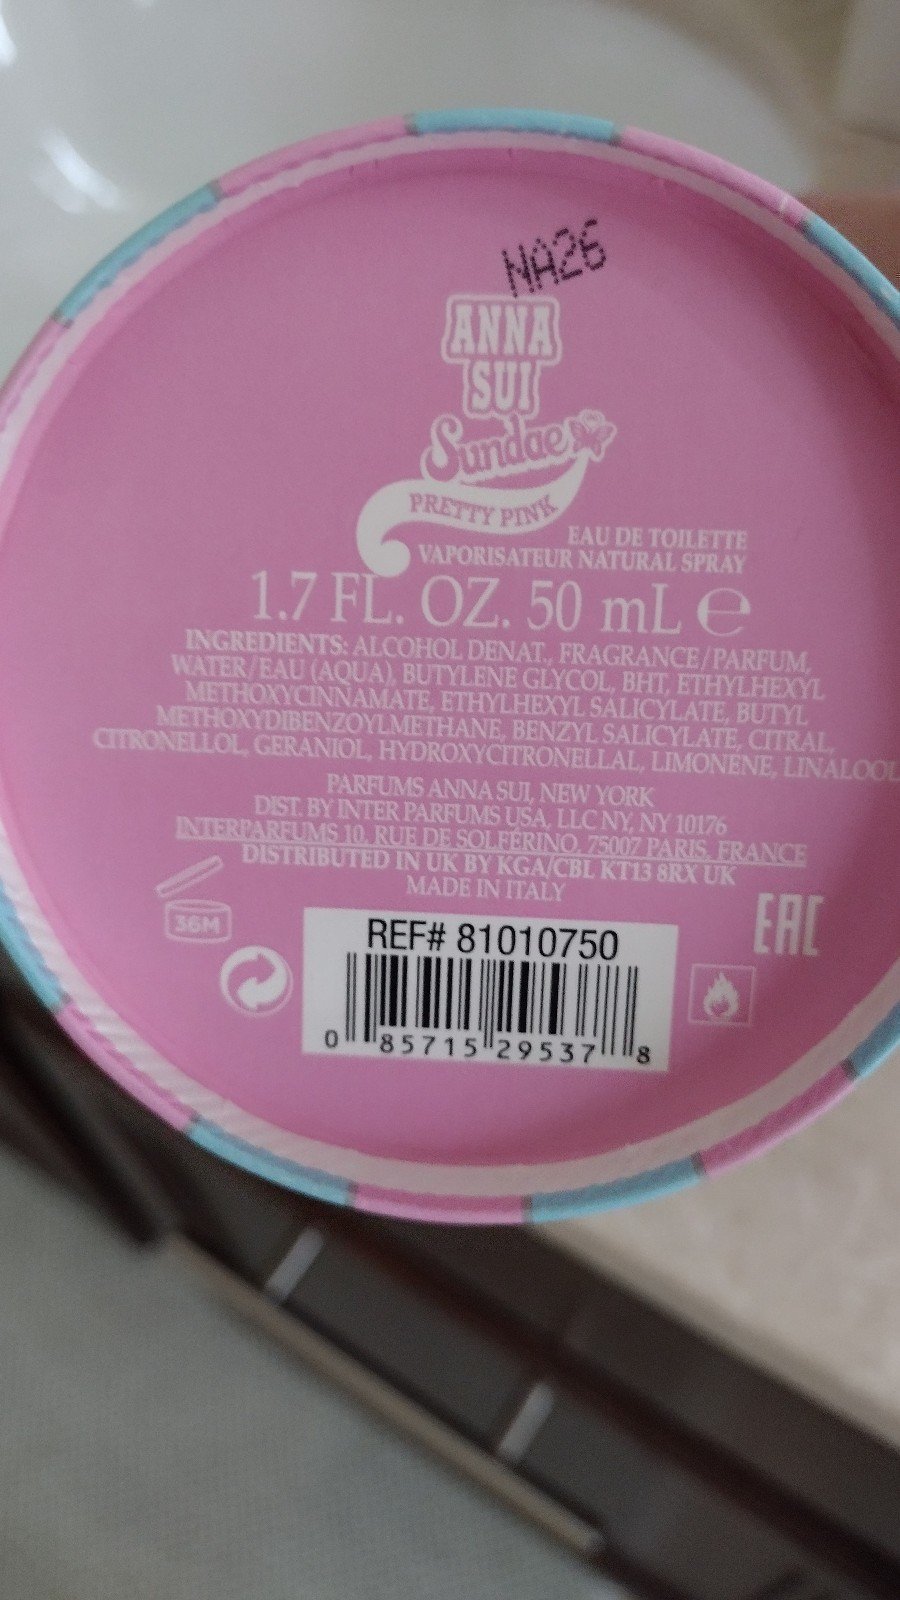 NA26
ANNA
SUI
Sundae
PRETTY PINK
EAU DE TOILETTE
VAPORISATEUR NATURAL SPRAY
1.7 FL. OZ. 50 mL ℮
INGREDIENTS: ALCOHOL DENAT., FRAGRANCE/PARFUM,
WATER/EAU (AQUA), BUTYLENE GLYCOL, BHT, ETHYLHEXYL
METHOXYCINNAMATE, ETHYLHEXYL SALICYLATE, BUTYL
METHOXYDIBENZOYLMETHANE, BENZYL SALICYLATE, CITRAL,
CITRONELLOL, GERANIOL, HYDROXYCITRONELLAL, LIMONENE, LINALOOL
PARFUMS ANNA SUI, NEW YORK
DIST. BY INTER PARFUMS USA, LLC NY, NY 10176
INTERPARFUMS 10, RUE DE SOLFÉRINO, 75007 PARIS, FRANCE
DISTRIBUTED IN UK BY KGA/CBL KT13 8RX UK
MADE IN ITALY
36M
EAC
REF# 81010750
0 85715 29537 8